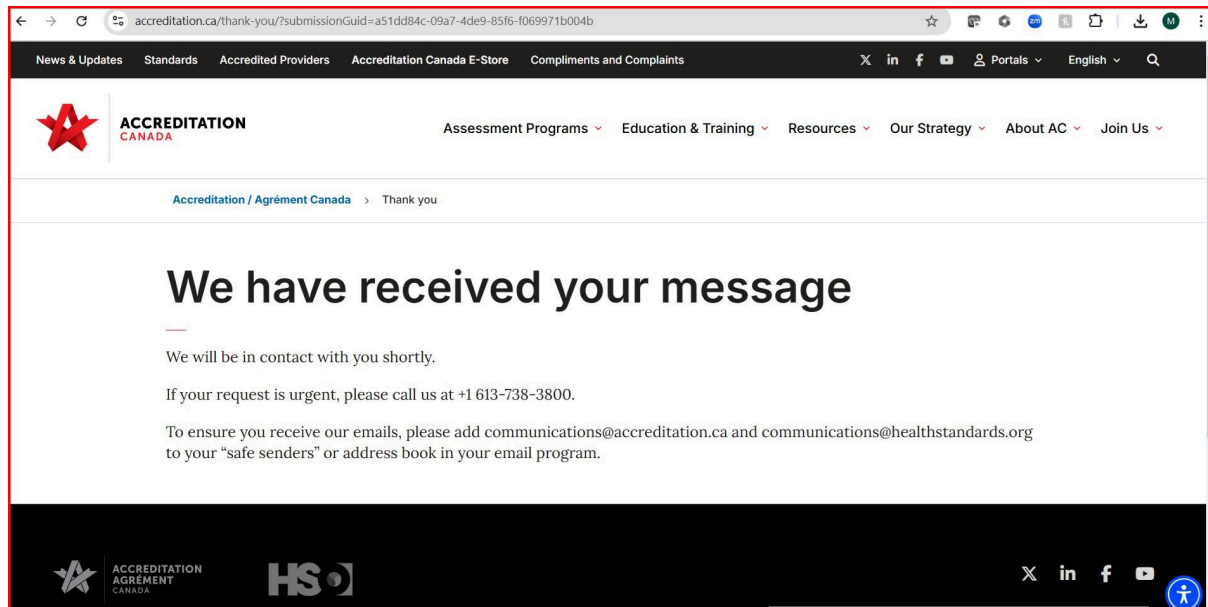 accreditation.ca/thank-you/?submissionGuid=a51dd84c-09a7-4de9-85f6-f069971b004b
zm
M
News & Updates Standards Accredited Providers Accreditation Canada E-Store Compliments and Complaints Portals English
ACCREDITATION
CANADA
Assessment Programs Education & Training Resources Our Strategy About AC Join Us
Accreditation / Agrément Canada > Thank you
We have received your message
We will be in contact with you shortly.
If your request is urgent, please call us at +1 613-738-3800.
To ensure you receive our emails, please add communications@accreditation.ca and communications@healthstandards.org
to your “safe senders” or address book in your email program.
ACCREDITATION
AGRÉMENT
CANADA
HSO